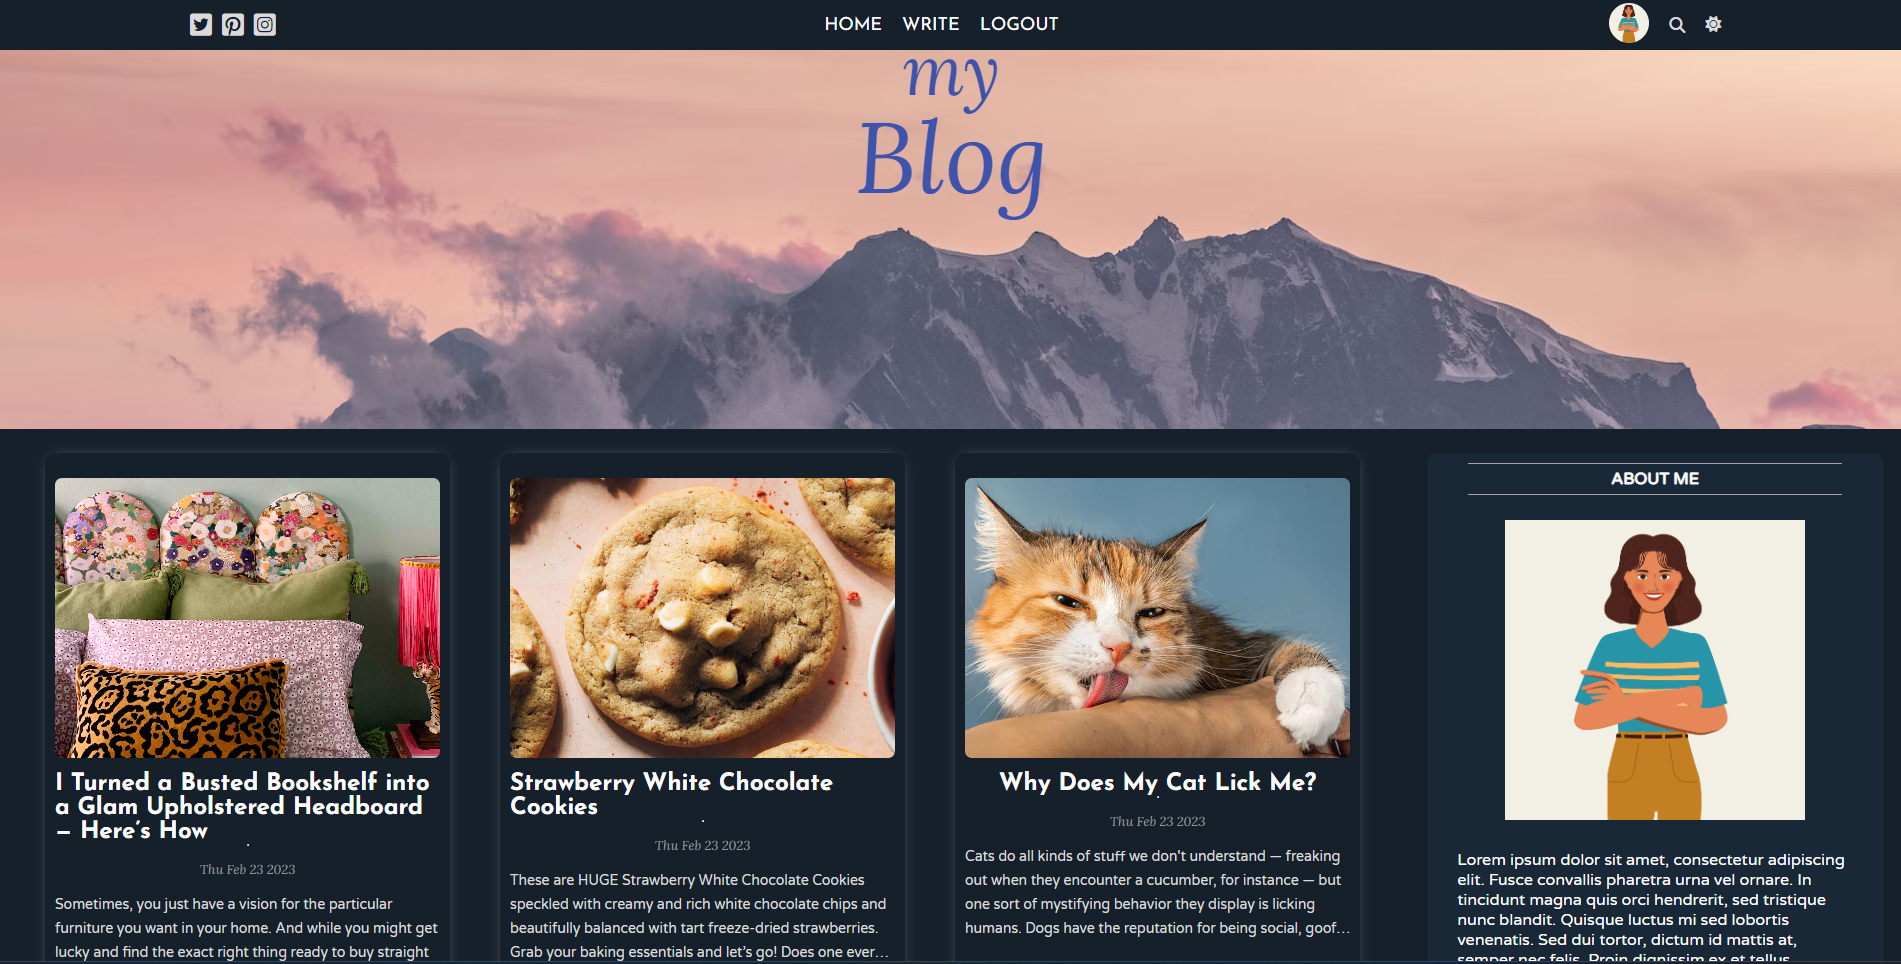 HOME WRITE LOGOUT
my
Blog
I Turned a Busted Bookshelf into
a Glam Upholstered Headboard
– Here's How
Thu Feb 23 2023
Sometimes, you just have a vision for the particular
furniture you want in your home. And while you might get
lucky and find the exact right thing ready to buy straight
Strawberry White Chocolate
Cookies
Thu Feb 23 2023
These are HUGE Strawberry White Chocolate Cookies
speckled with creamy and rich white chocolate chips and
beautifully balanced with tart freeze-dried strawberries.
Grab your baking essentials and let's go! Does one ever...
Why Does My Cat Lick Me?
Thu Feb 23 2023
Cats do all kinds of stuff we don't understand — freaking
out when they encounter a cucumber, for instance — but
one sort of mystifying behavior they display is licking
humans. Dogs have the reputation for being social, goof...
ABOUT ME
Lorem ipsum dolor sit amet, consectetur adipiscing
elit. Fusce convallis pharetra urna vel ornare. In
tincidunt magna quis orci hendrerit, sed tristique
nunc blandit. Quisque luctus mi sed lobortis
venenatis. Sed dui tortor, dictum id mattis at,
semper nec felis. Proin dignissim ex et tellus